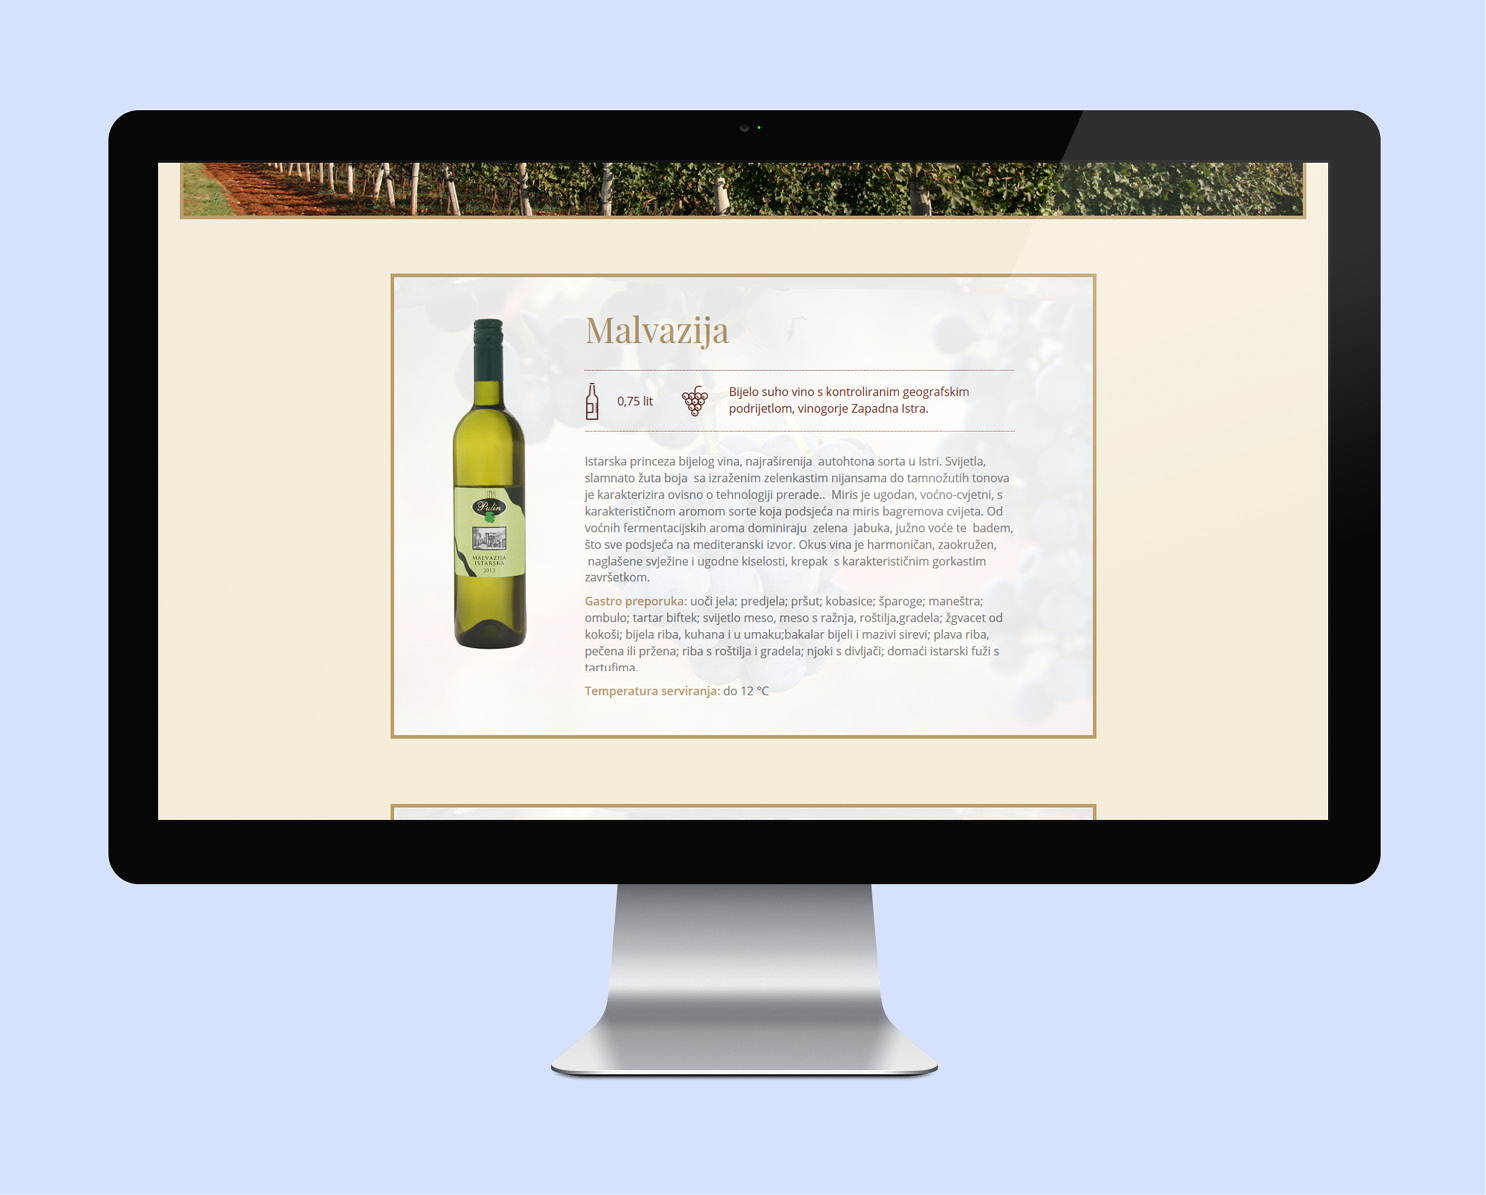 Malvazija
0,75 lit
Bijelo suho vino s kontroliranim geografskim
podrijetlom, vinogorje Zapadna Istra.
Istarska princeza bijelog vina, najraširenija  autohtona sorta u Istri. Svijetla,
slamnato žuta boja  sa izraženim zelenkastim nijansama do tamnožutih tonova
je karakterizira ovisno o tehnologiji prerade..  Miris je ugodan, voćno-cvjetni, s
karakterističnom aromom sorte koja podsjeća na miris bagremova cvijeta. Od
voćnih fermentacijskih aroma dominiraju  zelena  jabuka, južno voće te  badem,
što sve podsjeća na mediteranski izvor. Okus vina je harmoničan, zaokružen,
naglašene svježine i ugodne kiselosti, krepak  s karakterističnim gorkastim
završetkom.
Gastro preporuka: uoči jela; predjela; pršut; kobasice; šparoge; maneštra;
ombulo; tartar biftek; svijetlo meso, meso s ražnja, roštilja,gradela; žgvacet od
kokoši; bijela riba, kuhana i u umaku;bakalar bijeli i mazivi sirevi; plava riba,
pečena ili pržena; riba s roštilja i gradela; njoki s divljači; domaći istarski fuži s
tartufima.
Temperatura serviranja: do 12 °C
Pulin
MALVAZIJA
ISTARSKA
2013